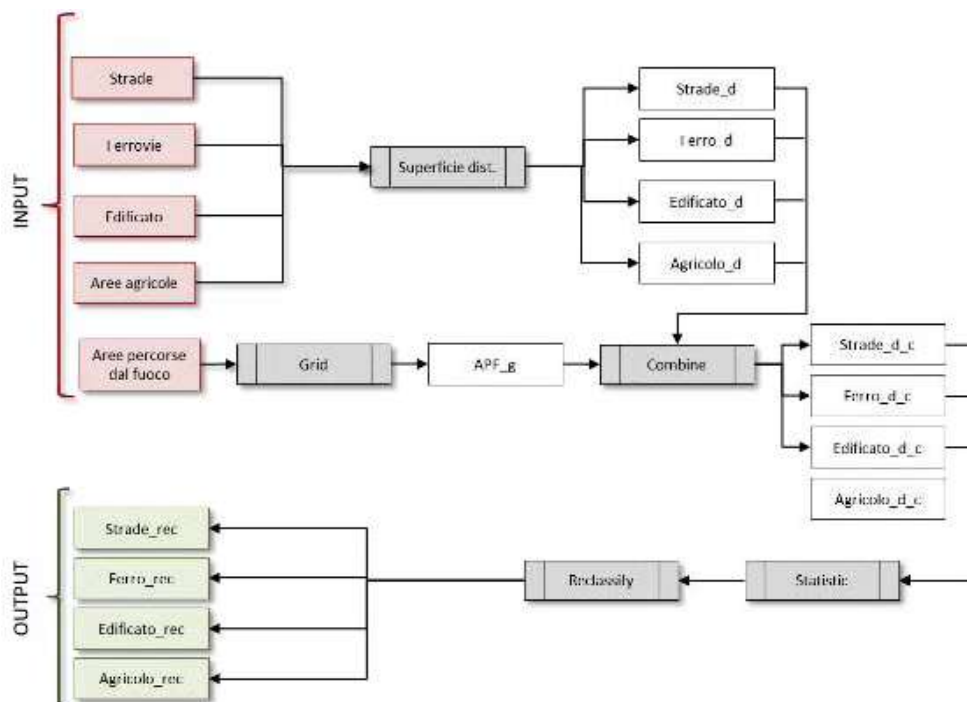 INPUT
Strade
Ferrovie
Edificato
Aree agricole
Aree percorse
dal fuoco
Superficie dist.
Strade_d
Ferro_d
Edificato_d
Agricolo_d
Grid
APF_g
Combine
Strade_d_c
Ferro_d_c
Edificato_d_c
Agricolo_d_c
OUTPUT
Strade_rec
Ferro_rec
Edificato_rec
Agricolo_rec
Reclassify
Statistic